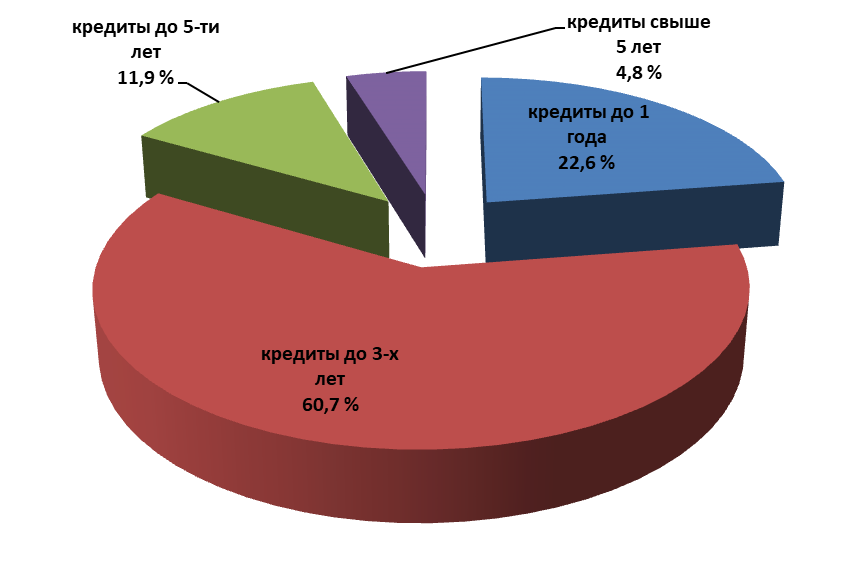 кредиты до 5-ти
лет
11,9 %
кредиты свыше
5 лет
4,8 %
кредиты до 1
года
22,6 %
кредиты до 3-х
лет
60,7 %